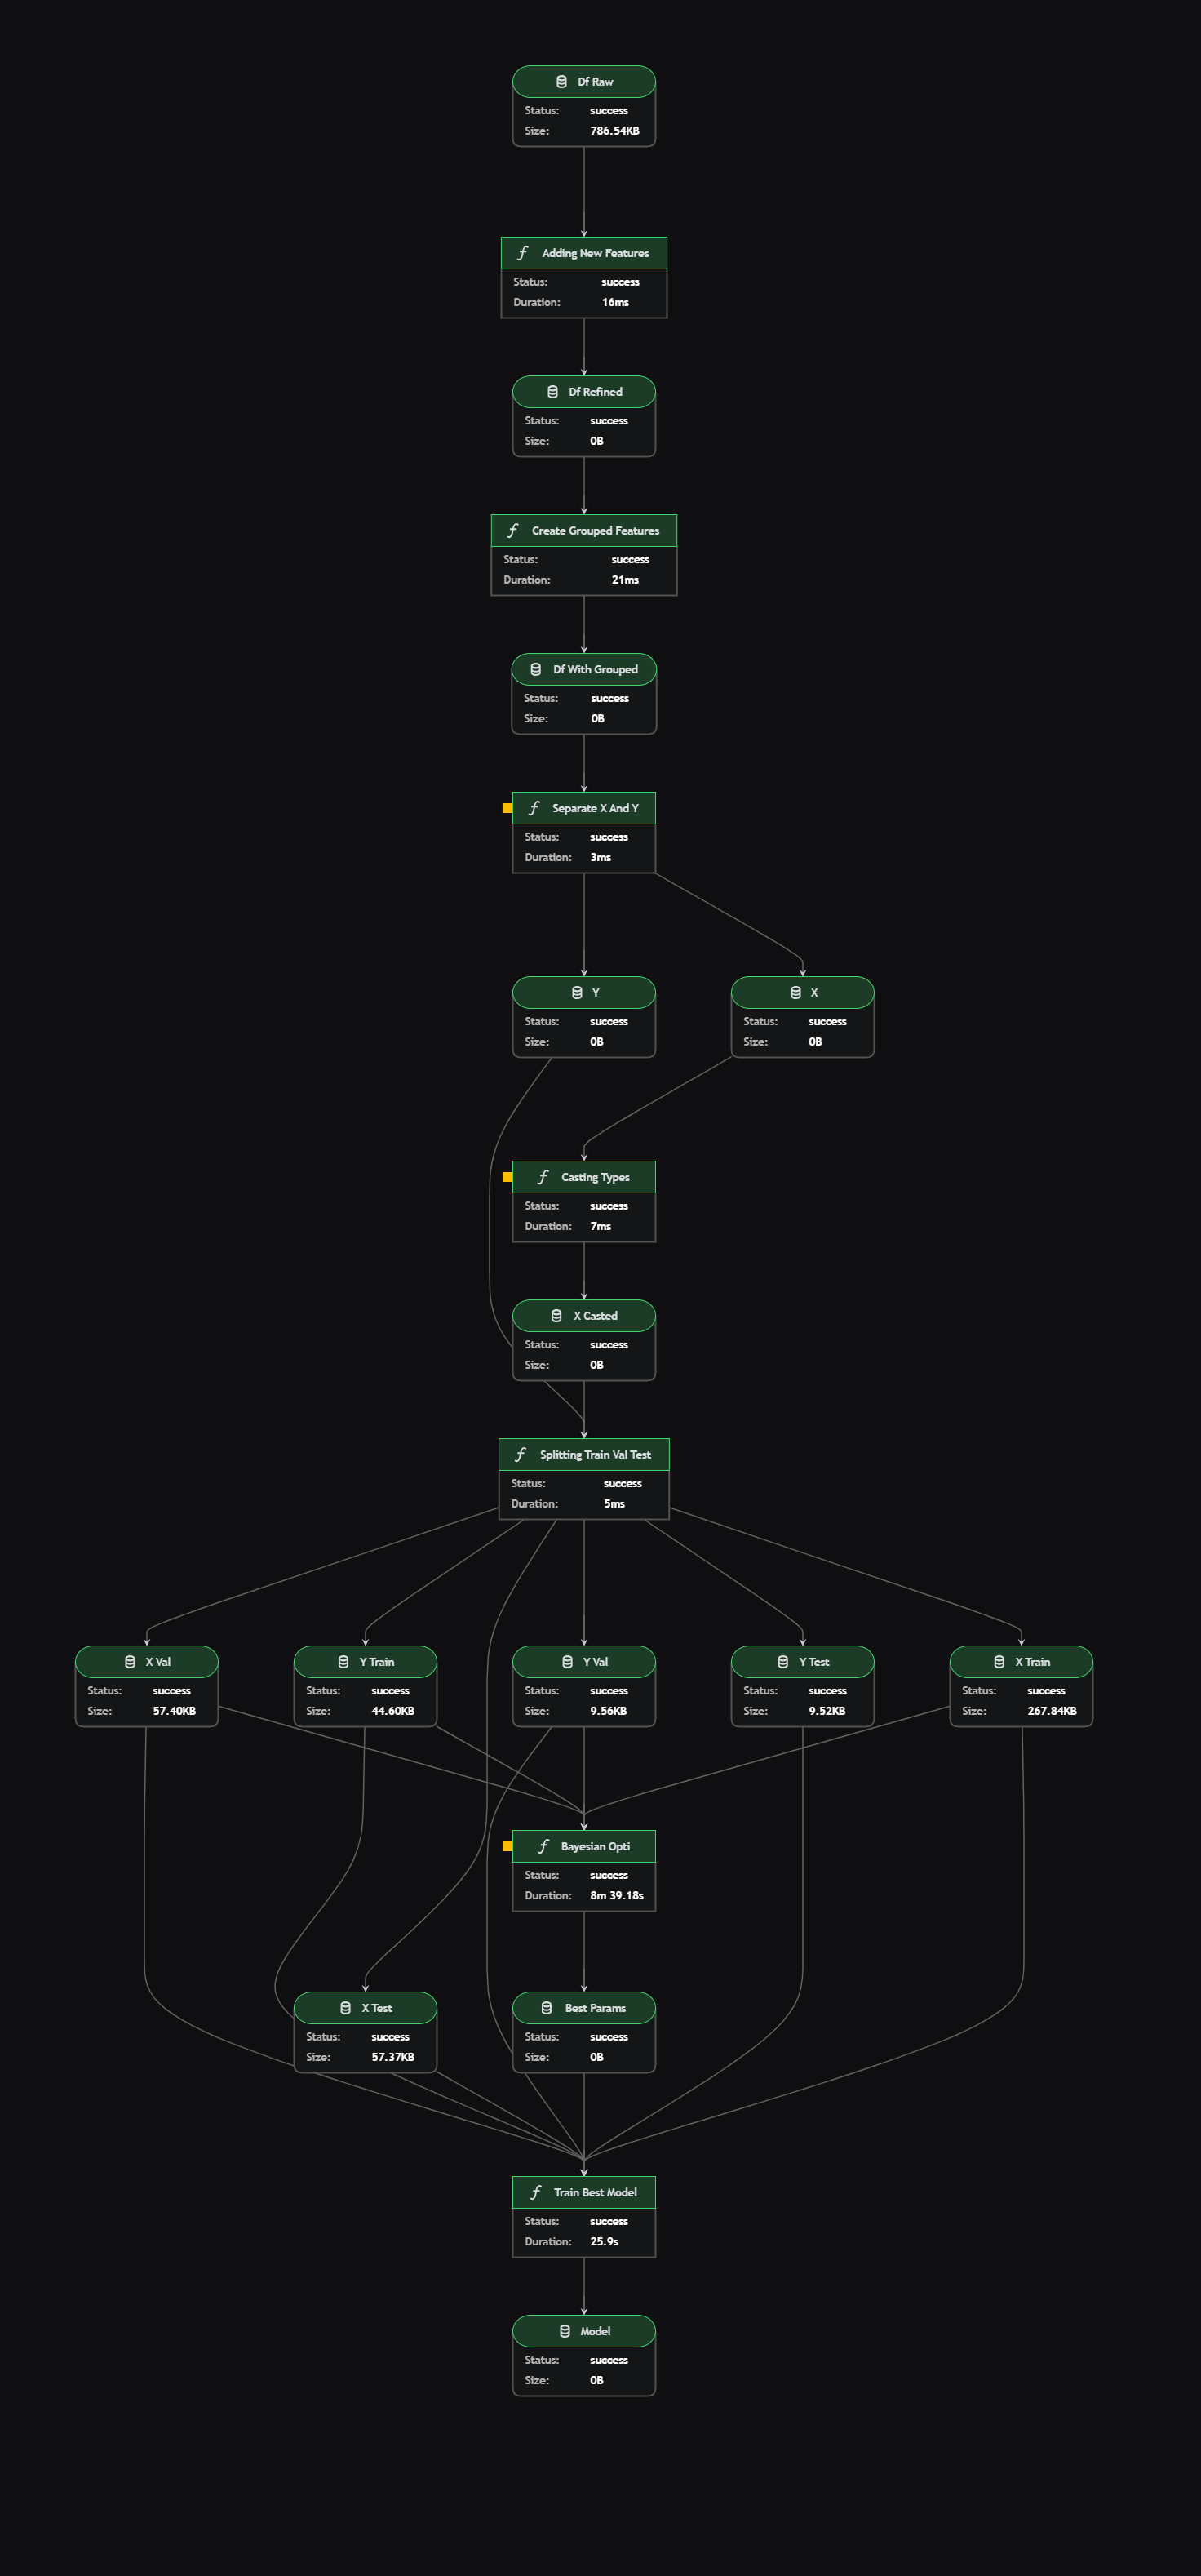 Df Raw
Status: success
Size: 786.54KB
Adding New Features
Status: success
Duration: 16ms
Df Refined
Status: success
Size: 0B
Create Grouped Features
Status: success
Duration: 21ms
Df With Grouped
Status: success
Size: 0B
Separate X And Y
Status: success
Duration: 3ms
Y
Status: success
Size: 0B
X
Status: success
Size: 0B
Casting Types
Status: success
Duration: 7ms
X Casted
Status: success
Size: 0B
Splitting Train Val Test
Status: success
Duration: 5ms
X Val
Status: success
Size: 57.40KB
Y Train
Status: success
Size: 44.60KB
Y Val
Status: success
Size: 9.56KB
Y Test
Status: success
Size: 9.52KB
X Train
Status: success
Size: 267.84KB
Bayesian Opti
Status: success
Duration: 8m 39.18s
X Test
Status: success
Size: 57.37KB
Best Params
Status: success
Size: 0B
Train Best Model
Status: success
Duration: 25.9s
Model
Status: success
Size: 0B